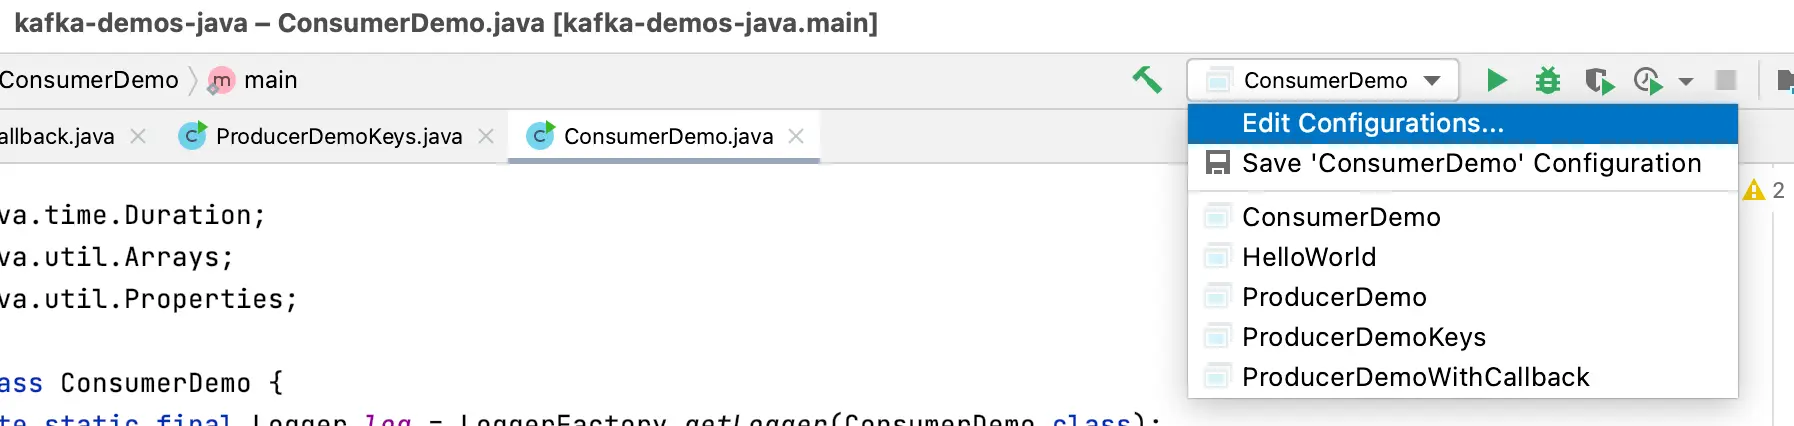 kafka-demos-java – ConsumerDemo.java [kafka-demos-java.main]
ConsumerDemo m main ConsumerDemo
allback.java C ProducerDemoKeys.java C ConsumerDemo.java
Edit Configurations...
Save 'ConsumerDemo' Configuration
2
ConsumerDemo
HelloWorld
ProducerDemo
ProducerDemoKeys
ProducerDemoWithCallback
va.time.Duration;
va.util.Arrays;
va.util.Properties;
ass ConsumerDemo {
te static final Logger log = LoggerFactory.getLogger(ConsumerDemo.class);